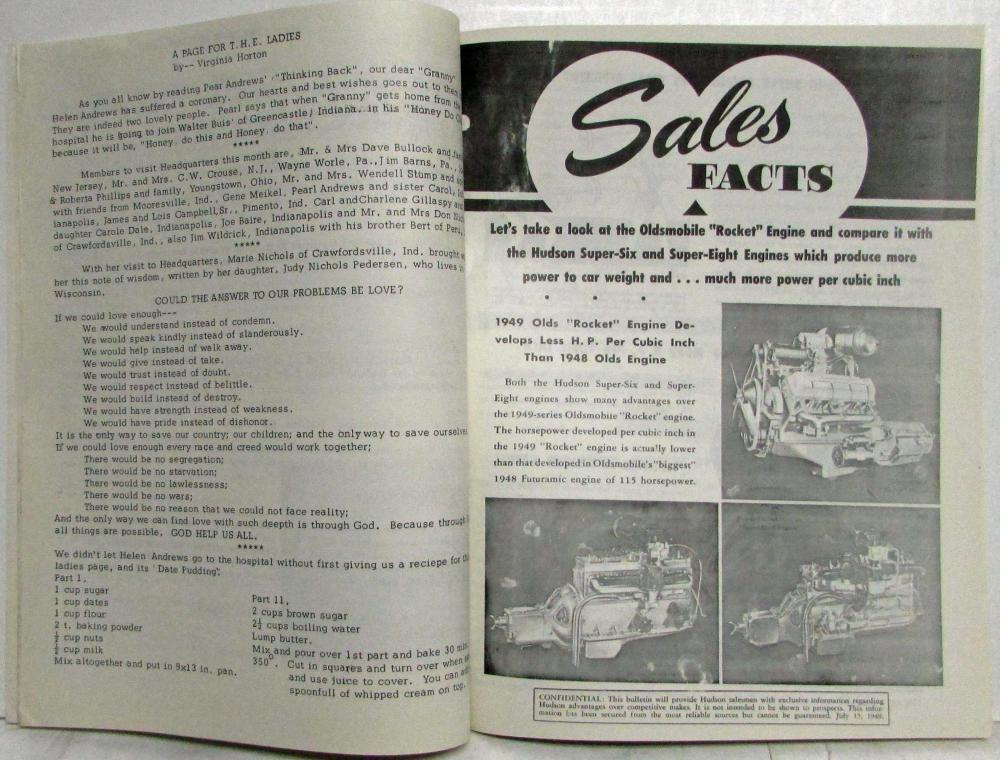 A PAGE FOR T.H.E. LADIES
by-- Virginia Horton
As you all know by reading Pear Andrews' "Thinking Back", our dear "Granny"
Helen Andrews has suffered a coronary. Our hearts and best wishes goes out to them
They are indeed two lovely people. Pearl says that when "Granny" gets home from the
hospital he is going to join Walter Buis' of Greencastle, Indiana. in his "Honey Do
because it will be, "Honey do this and Honey do that".
*****
Members to visit Headquarters this month are, Mr. & Mrs Dave Bullock and
New Jersey, Mr. and Mrs. C.W. Crouse, N.J., Wayne Worle, Pa., Jim Barns, Pa.,
& Roberta Phillips and family, Youngstown, Ohio, Mr. and Mrs. Wendell Stump and
with friends from Mooresville, Ind., Gene Meikel, Pearl Andrews and sister Carol,
ianapolis, James and Lois Campbell, Sr., Pimento, Ind. Carl and Charlene Gillaspy and
daughter Carole Dale, Indianapolis, Joe Baire, Indianapolis and Mr. and Mrs Don
of Crawfordsville, Ind., also Jim Wildrick, Indianapolis with his brother Bert of Peru,
*****
With her visit to Headquarters, Marie Nichols of Crawfordsville, Ind. brought
her this note of wisdom, written by her daughter, Judy Nichols Pedersen, who lives in
Wisconsin.
COULD THE ANSWER TO OUR PROBLEMS BE LOVE?
If we could love enough---
We would understand instead of condemn.
We would speak kindly instead of slanderously.
We would help instead of walk away.
We would give instead of take.
We would trust instead of doubt.
We would respect instead of belittle.
We would build instead of destroy.
We would have strength instead of weakness.
We would have pride instead of dishonor.
It is the only way to save our country; our children; and the only way to save ourselve
If we could love enough every race and creed would work together;
There would be no segregation;
There would be no starvation;
There would be no lawlessness;
There would be no wars;
There would be no reason that we could not face reality;
And the only way we can find love with such deepth is through God. Because through
all things are possible. GOD HELP US ALL.
*****
We didn't let Helen Andrews go to the hospital without first giving us a reciepe for th
ladies page, and its 'Date Pudding'.
Part 1,
1 cup sugar
1 cup dates
1 cup flour
2 t. baking powder
½ cup nuts
½ cup milk
Mix altogether and put in 9x13 in. pan.
Part 11,
2 cups brown sugar
2½ cups boiling water
Lump butter.
Mix and pour over 1st part and bake 30 min.
350°. Cut in squares and turn over when
and use juice to cover. You can
spoonfull of whipped cream on top.
Sales
FACTS
Let's take a look at the Oldsmobile "Rocket" Engine and compare it with
the Hudson Super-Six and Super-Eight Engines which produce more
power to car weight and . . . much more power per cubic inch
• • •
1949 Olds "Rocket" Engine De-
velops Less H. P. Per Cubic Inch
Than 1948 Olds Engine
Both the Hudson Super-Six and Super-
Eight engines show many advantages over
the 1949-series Oldsmobile "Rocket" engine.
The horsepower developed per cubic inch in
the 1949 "Rocket" engine is actually lower
than that developed in Oldsmobile's "biggest"
1948 Futuramic engine of 115 horsepower.
CONFIDENTIAL: This bulletin will provide Hudson salesmen with exclusive information regarding
Hudson advantages over competitive makes. It is not intended to be shown to prospects. This infor-
mation has been secured from the most reliable sources but cannot be guaranteed. July 15, 1948.